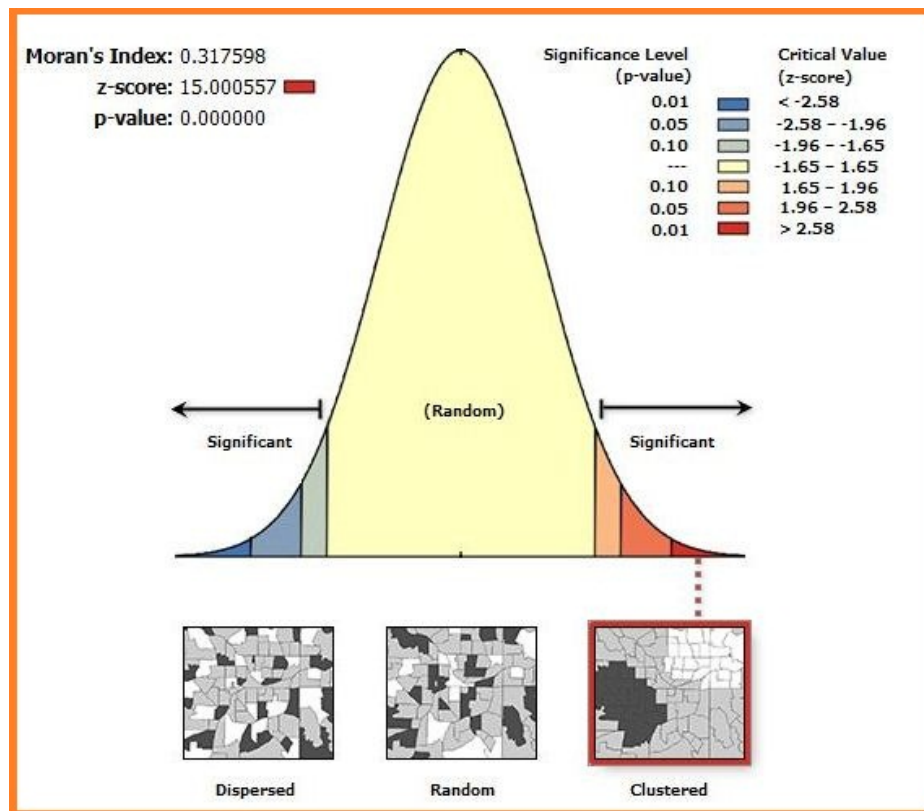 Moran's Index: 0.317598
z-score: 15.000557
p-value: 0.000000
Significance Level
(p-value)
Critical Value
(z-score)
0.01 < -2.58
0.05 -2.58 – -1.96
0.10 -1.96 – -1.65
--- -1.65 – 1.65
0.10 1.65 – 1.96
0.05 1.96 – 2.58
0.01 > 2.58
(Random)
Significant
Significant
Dispersed
Random
Clustered